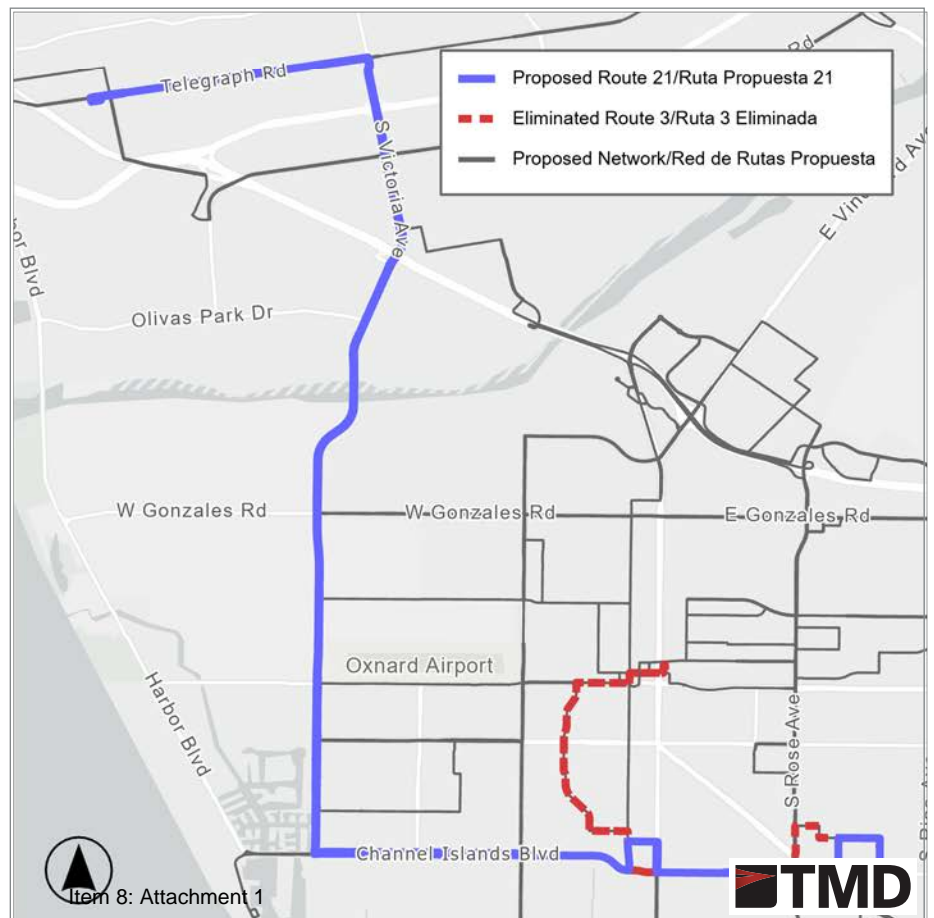 Telegraph Rd
Rd
Proposed Route 21/Ruta Propuesta 21
Eliminated Route 3/Ruta 3 Eliminada
Proposed Network/Red de Rutas Propuesta
S Victoria Ave
Olivas Park Dr
W Gonzales Rd
W Gonzales Rd
E Gonzales Rd
Oxnard Airport
Harbor Blvd
S Rose Ave
Channel Islands Blvd
Item 8: Attachment 1
TMD